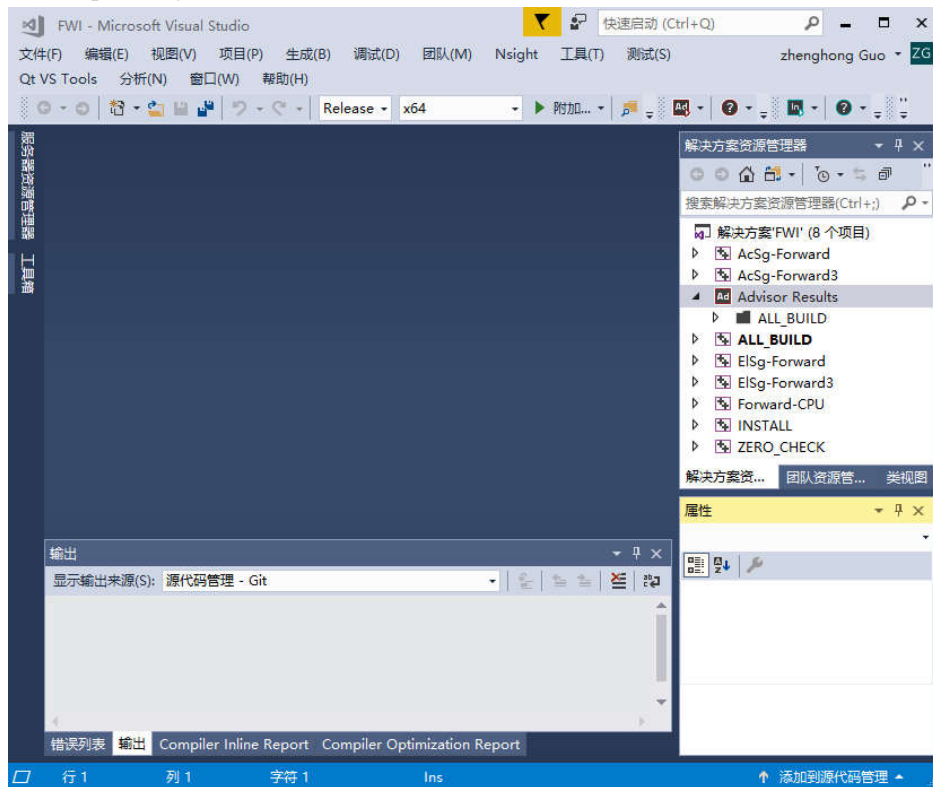 FWI - Microsoft Visual Studio
快速启动 (Ctrl+Q)
文件(F) 编辑(E) 视图(V) 项目(P) 生成(B) 调试(D) 团队(M) Nsight 工具(T) 测试(S)
zhenghong Guo
ZG
Qt VS Tools 分析(N) 窗口(W) 帮助(H)
Release x64 附加...
服务器资源管理器
工具箱
解决方案资源管理器
搜索解决方案资源管理器(Ctrl+;)
解决方案'FWI' (8 个项目)
AcSg-Forward
AcSg-Forward3
Advisor Results
ALL_BUILD
ALL_BUILD
ElSg-Forward
ElSg-Forward3
Forward-CPU
INSTALL
ZERO_CHECK
解决方案资... 团队资源管... 类视图
属性
输出
显示输出来源(S): 源代码管理 - Git
错误列表 输出 Compiler Inline Report Compiler Optimization Report
行 1 列 1 字符 1 Ins 添加到源代码管理